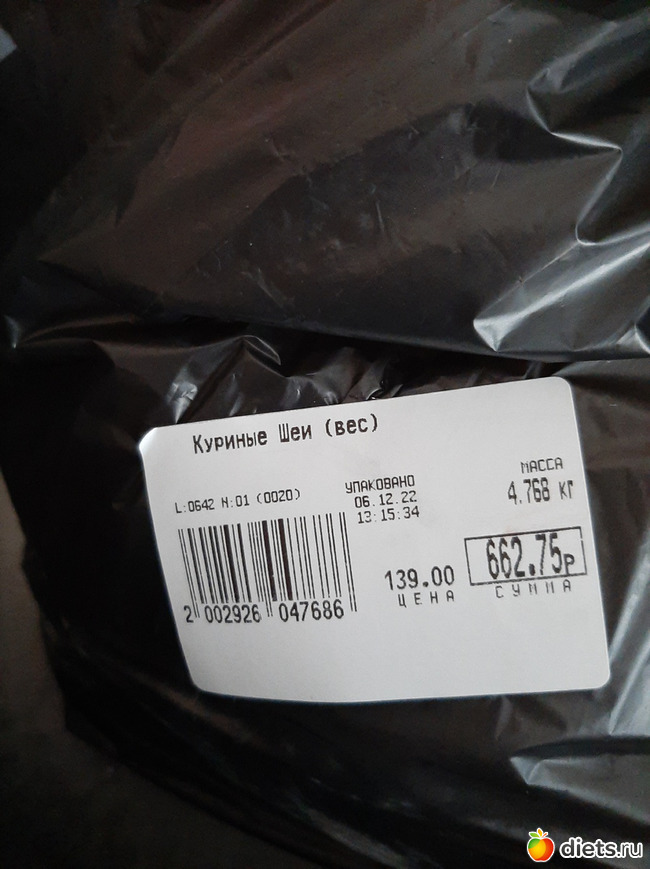 Куриные Шеи (вес)
L:0642 N:01 (0020)
УПАКОВАНО
06.12.22
13:15:34
МАССА
4.768 кг
2 002926 047686
139.00
ЦЕНА
662.75р
СУММА
diets.ru